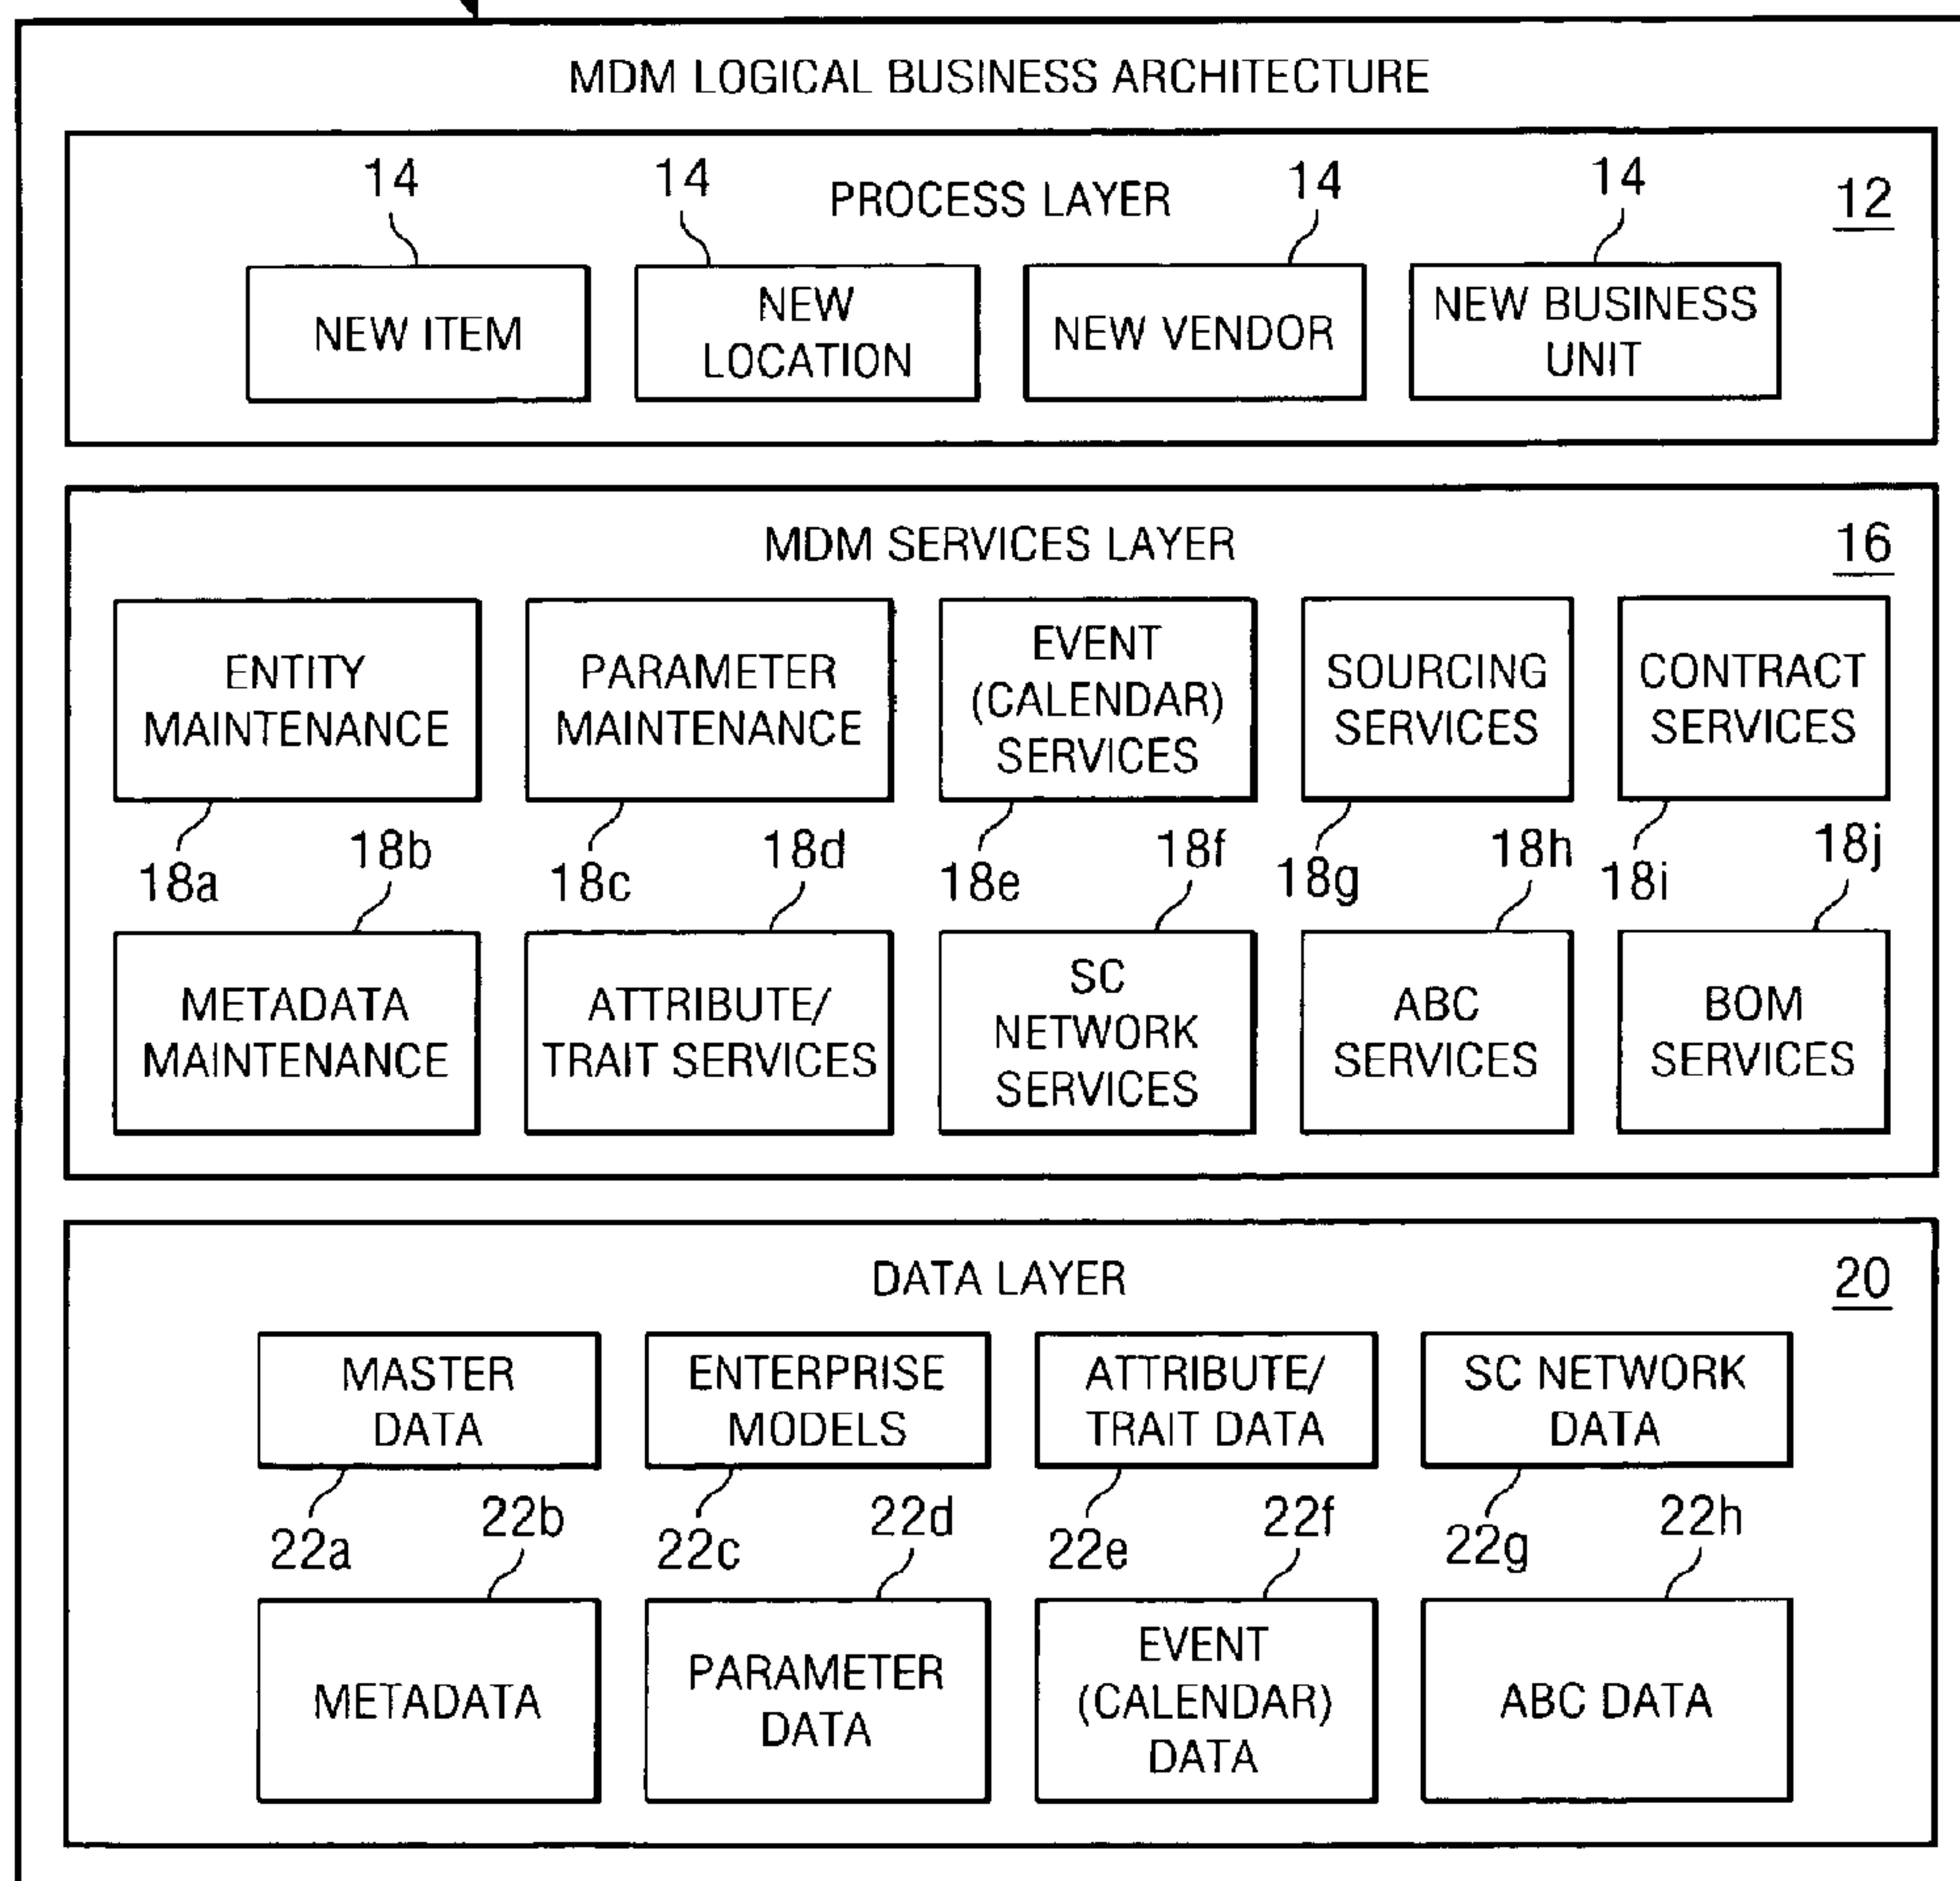 MDM LOGICAL BUSINESS ARCHITECTURE
14 14 14 14
PROCESS LAYER
12
NEW ITEM
NEW
LOCATION
NEW VENDOR
NEW BUSINESS
UNIT
MDM SERVICES LAYER
16
ENTITY
MAINTENANCE
PARAMETER
MAINTENANCE
EVENT
(CALENDAR)
SERVICES
SOURCING
SERVICES
CONTRACT
SERVICES
18a
18b
18c
18d
18e
18f
18g
18h
18i
18j
METADATA
MAINTENANCE
ATTRIBUTE/
TRAIT SERVICES
SC
NETWORK
SERVICES
ABC
SERVICES
BOM
SERVICES
DATA LAYER
20
MASTER
DATA
ENTERPRISE
MODELS
ATTRIBUTE/
TRAIT DATA
SC NETWORK
DATA
22a
22b
22c
22d
22e
22f
22g
22h
METADATA
PARAMETER
DATA
EVENT
(CALENDAR)
DATA
ABC DATA